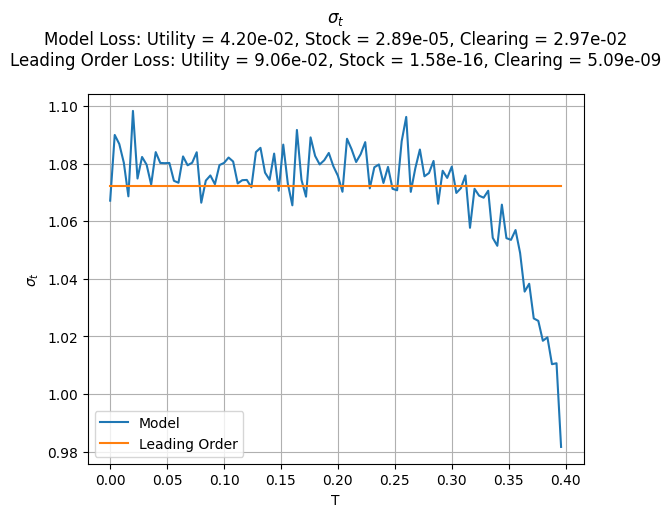 σₜ
Model Loss: Utility = 4.20e-02, Stock = 2.89e-05, Clearing = 2.97e-02
Leading Order Loss: Utility = 9.06e-02, Stock = 1.58e-16, Clearing = 5.09e-09
1.10
1.08
1.06
1.04
1.02
1.00
0.98
σₜ
Model
Leading Order
0.00 0.05 0.10 0.15 0.20 0.25 0.30 0.35 0.40
T